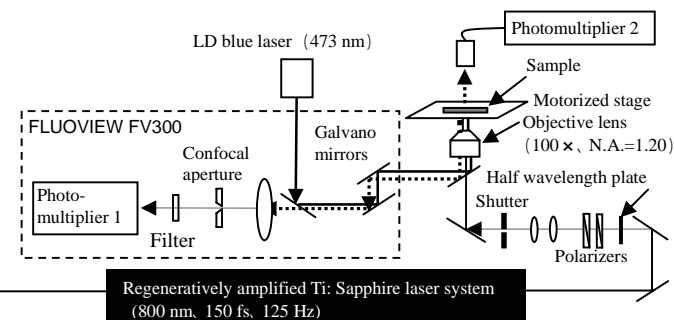 Photomultiplier 2
LD blue laser (473 nm)
Sample
Motorized stage
Objective lens
(100 ×、N.A.=1.20)
FLUOVIEW FV300
Galvano
mirrors
Confocal
aperture
Half wavelength plate
Photo-
multiplier 1
Shutter
Filter
Polarizers
Regeneratively amplified Ti: Sapphire laser system
(800 nm、150 fs、125 Hz)